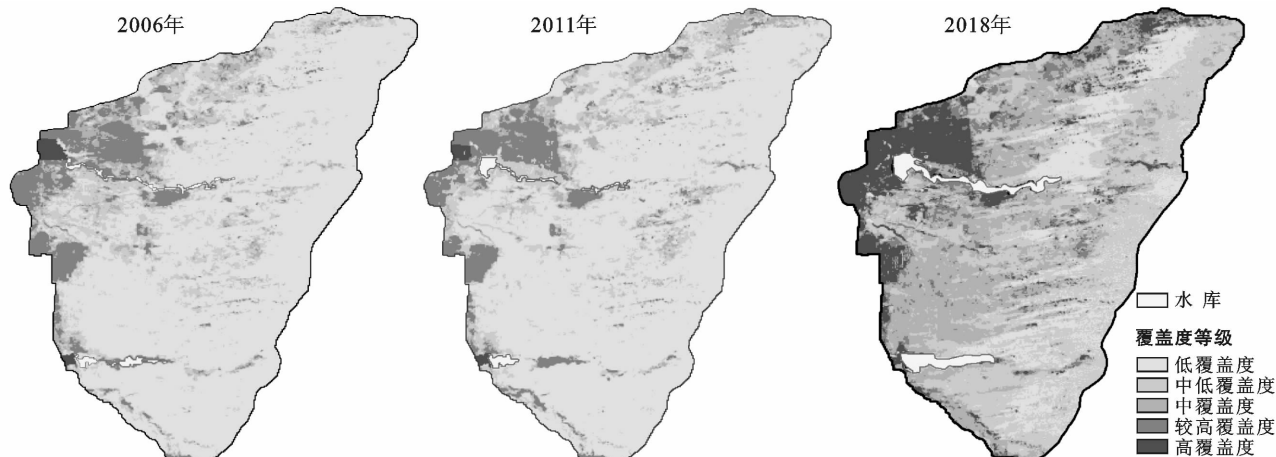 2006年
2011年
2018年
水 库
覆盖度等级
低覆盖度
中低覆盖度
中覆盖度
较高覆盖度
高覆盖度